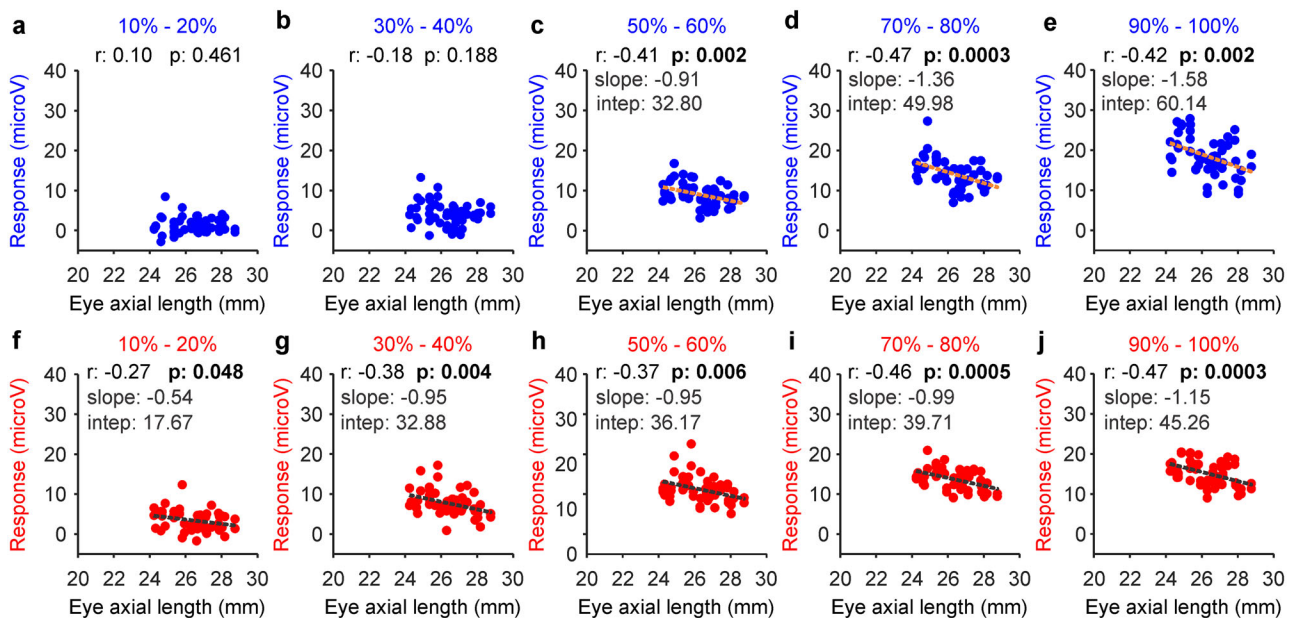 a
10% - 20%
r: 0.10 p: 0.461
Response (microV)
40
30
20
10
0
20 22 24 26 28 30
Eye axial length (mm)
b
30% - 40%
r: -0.18 p: 0.188
Response (microV)
40
30
20
10
0
20 22 24 26 28 30
Eye axial length (mm)
c
50% - 60%
r: -0.41 p: 0.002
slope: -0.91
intep: 32.80
Response (microV)
40
30
20
10
0
20 22 24 26 28 30
Eye axial length (mm)
d
70% - 80%
r: -0.47 p: 0.0003
slope: -1.36
intep: 49.98
Response (microV)
40
30
20
10
0
20 22 24 26 28 30
Eye axial length (mm)
e
90% - 100%
r: -0.42 p: 0.002
slope: -1.58
intep: 60.14
Response (microV)
40
30
20
10
0
20 22 24 26 28 30
Eye axial length (mm)
f
10% - 20%
r: -0.27 p: 0.048
slope: -0.54
intep: 17.67
Response (microV)
40
30
20
10
0
20 22 24 26 28 30
Eye axial length (mm)
g
30% - 40%
r: -0.38 p: 0.004
slope: -0.95
intep: 32.88
Response (microV)
40
30
20
10
0
20 22 24 26 28 30
Eye axial length (mm)
h
50% - 60%
r: -0.37 p: 0.006
slope: -0.95
intep: 36.17
Response (microV)
40
30
20
10
0
20 22 24 26 28 30
Eye axial length (mm)
i
70% - 80%
r: -0.46 p: 0.0005
slope: -0.99
intep: 39.71
Response (microV)
40
30
20
10
0
20 22 24 26 28 30
Eye axial length (mm)
j
90% - 100%
r: -0.47 p: 0.0003
slope: -1.15
intep: 45.26
Response (microV)
40
30
20
10
0
20 22 24 26 28 30
Eye axial length (mm)